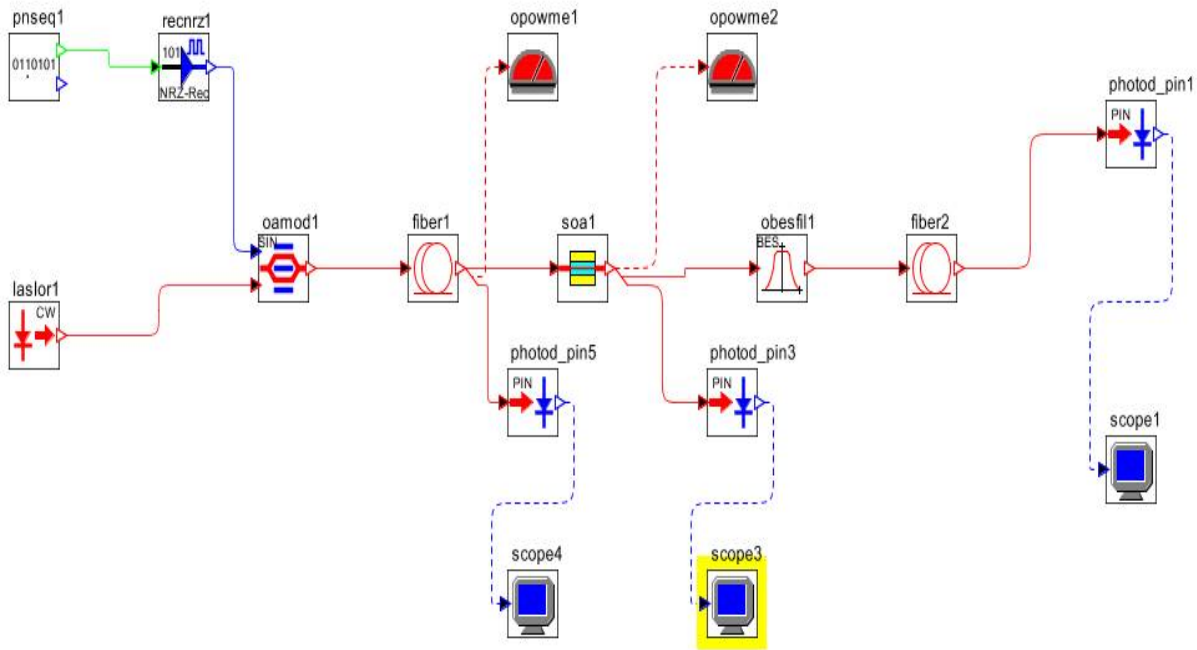 pnseq1
recnrz1
opowme1
opowme2
0110101
101
NRZ-Rec
photod_pin1
PIN
oamod1
SIN
fiber1
soa1
obesfil1
BES
fiber2
laslor1
CW
photod_pin5
PIN
photod_pin3
PIN
scope1
scope4
scope3